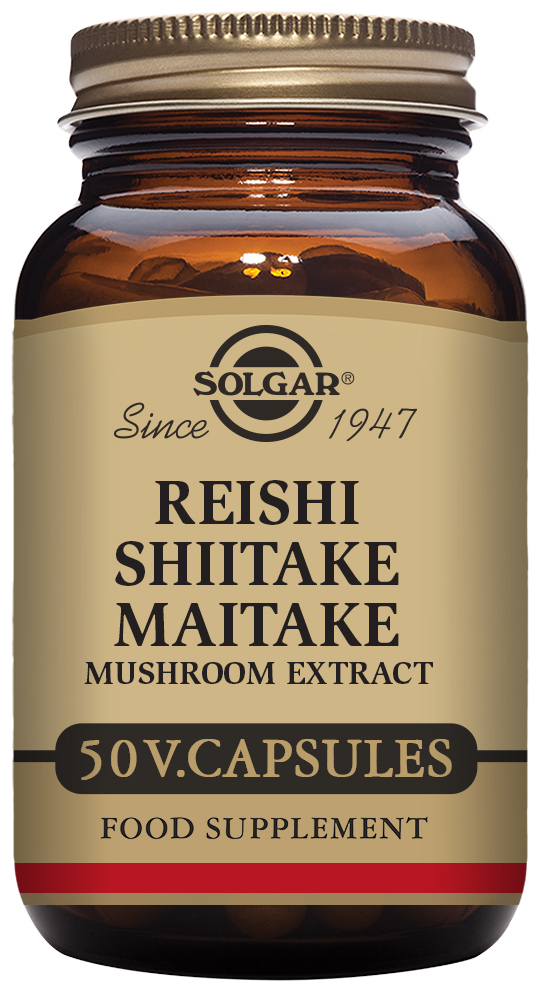 SOLGAR®
Since 1947
REISHI
SHIITAKE
MAITAKE
MUSHROOM EXTRACT
50 V.CAPSULES
FOOD SUPPLEMENT